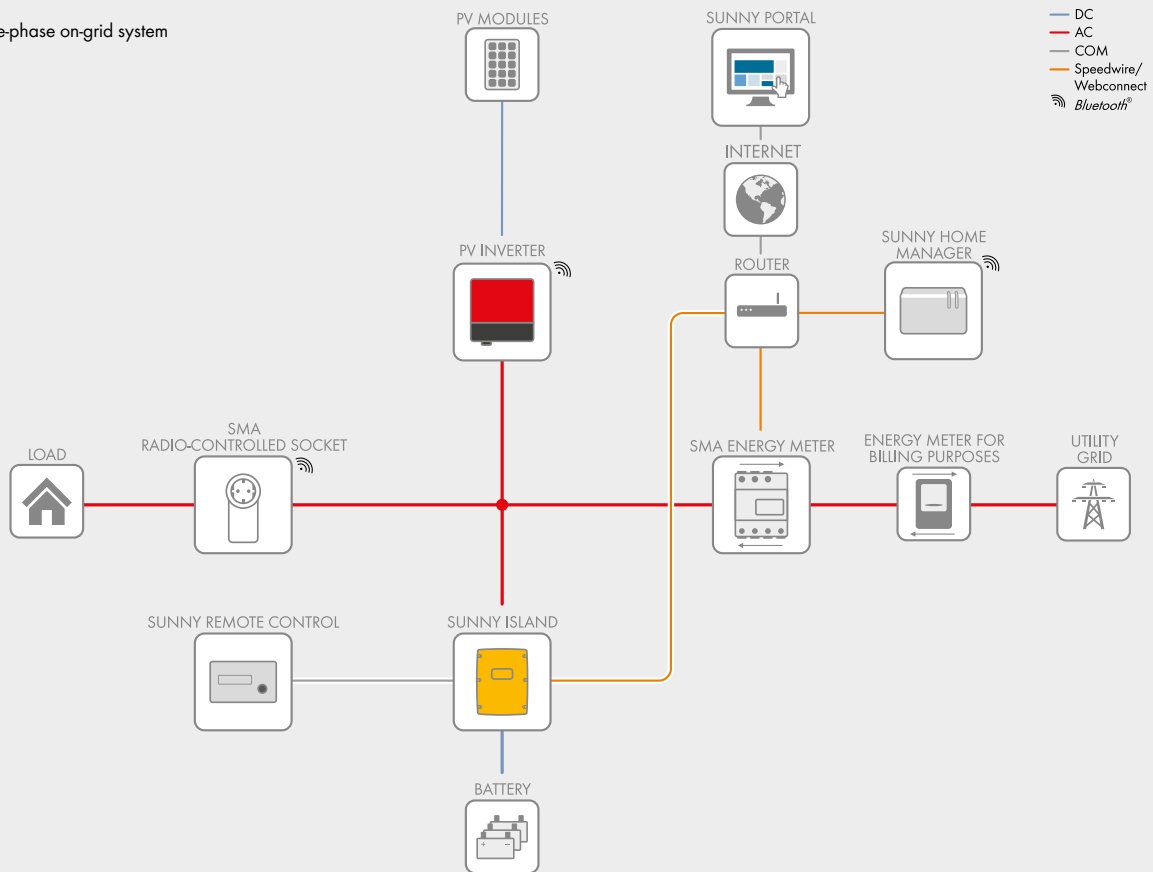 e-phase on-grid system
PV MODULES
SUNNY PORTAL
DC
AC
COM
Speedwire/
Webconnect
Bluetooth®
INTERNET
PV INVERTER
ROUTER
SUNNY HOME
MANAGER
LOAD
SMA
RADIO-CONTROLLED SOCKET
SMA ENERGY METER
ENERGY METER FOR
BILLING PURPOSES
UTILITY
GRID
SUNNY REMOTE CONTROL
SUNNY ISLAND
BATTERY
+ −